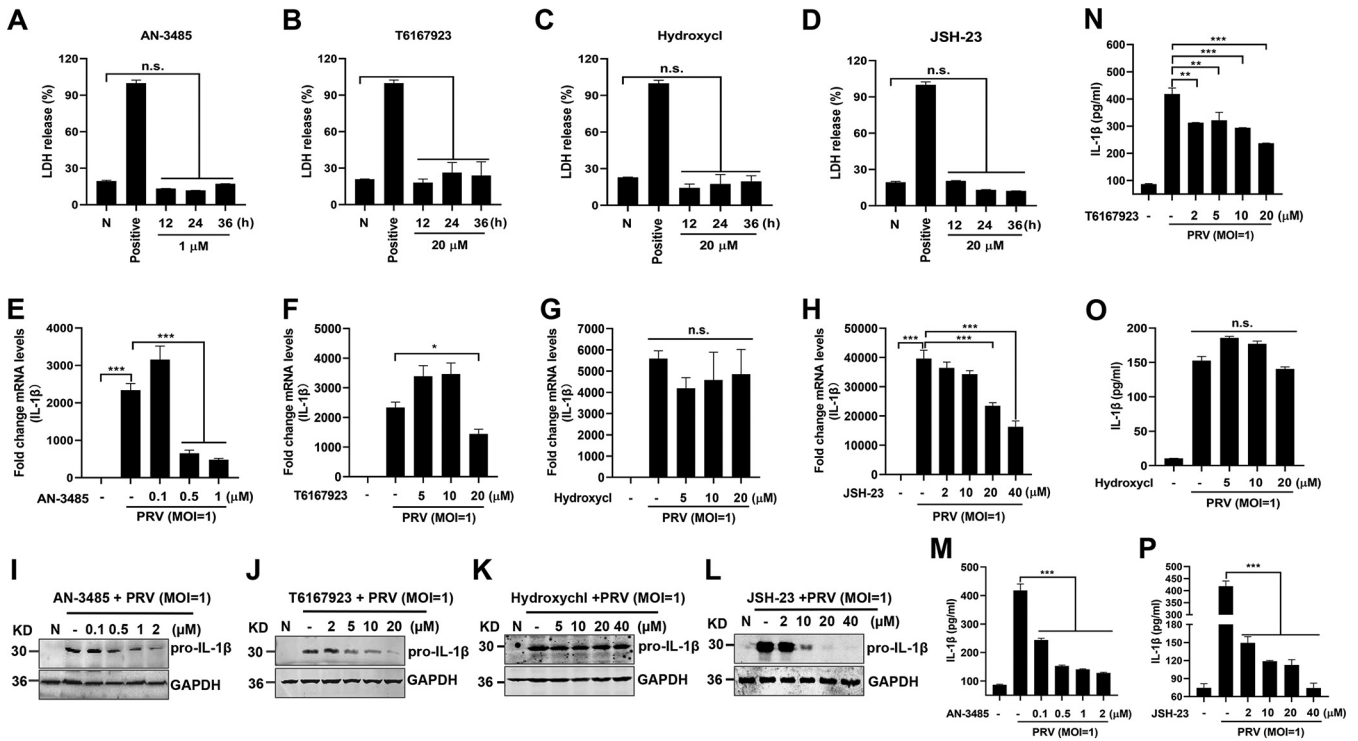 A
AN-3485
LDH release (%)
120
90
60
30
0
n.s.
N
Positive
12 24 36 (h)
1 μM
B
T6167923
LDH release (%)
120
90
60
30
0
n.s.
N
Positive
12 24 36 (h)
20 μM
C
Hydroxycl
LDH release (%)
120
90
60
30
0
n.s.
N
Positive
12 24 36 (h)
20 μM
D
JSH-23
LDH release (%)
120
90
60
30
0
n.s.
N
Positive
12 24 36 (h)
20 μM
N
IL-1β (pg/ml)
600
500
400
300
200
100
***
***
**
**
T6167923 - - 2 5 10 20 (μM)
PRV (MOI=1)
E
Fold change mRNA levels
(IL-1β)
4000
3000
2000
1000
0
***
***
AN-3485 - - 0.1 0.5 1 (μM)
PRV (MOI=1)
F
Fold change mRNA levels
(IL-1β)
5000
4000
3000
2000
1000
0
*
T6167923 - - 5 10 20 (μM)
PRV (MOI=1)
G
Fold change mRNA levels
(IL-1β)
7000
6000
5000
4000
3000
2000
1000
0
n.s.
Hydroxycl - - 5 10 20 (μM)
PRV (MOI=1)
H
Fold change mRNA levels
(IL-1β)
50000
40000
30000
20000
10000
0
***
***
***
JSH-23 - - 2 10 20 40 (μM)
PRV (MOI=1)
O
IL-1β (pg/ml)
200
150
100
50
0
n.s.
Hydroxycl - - 5 10 20 (μM)
PRV (MOI=1)
I
AN-3485 + PRV (MOI=1)
KD N - 0.1 0.5 1 2 (μM)
30 pro-IL-1β
36 GAPDH
J
T6167923 + PRV (MOI=1)
KD N - 2 5 10 20 (μM)
30 pro-IL-1β
36 GAPDH
K
Hydroxychl +PRV (MOI=1)
KD N - 5 10 20 40 (μM)
30 pro-IL-1β
36 GAPDH
L
JSH-23 +PRV (MOI=1)
KD N - 2 10 20 40 (μM)
30 pro-IL-1β
36 GAPDH
M
IL-1β (pg/ml)
500
400
300
200
100
***
AN-3485 - - 0.1 0.5 1 2 (μM)
PRV (MOI=1)
P
IL-1β (pg/ml)
500
450
400
350
300
180
150
120
90
60
***
JSH-23 - - 2 10 20 40 (μM)
PRV (MOI=1)